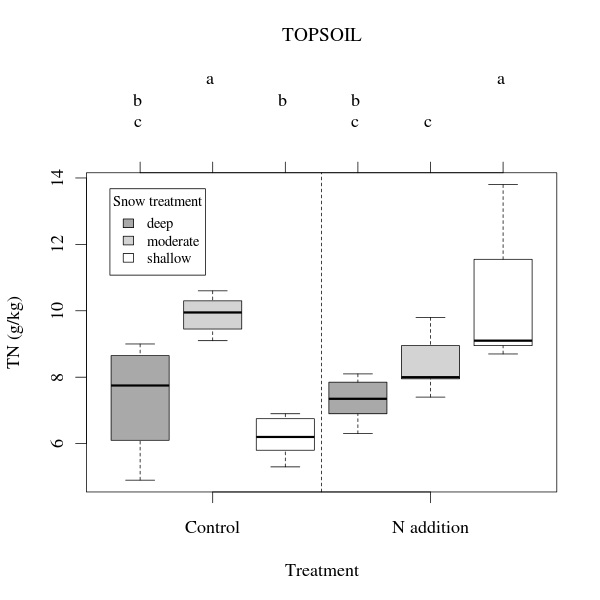 TOPSOIL
a a
b b b
c c c
14
12
10
8
6
TN (g/kg)
Snow treatment
deep
moderate
shallow
Control N addition
Treatment